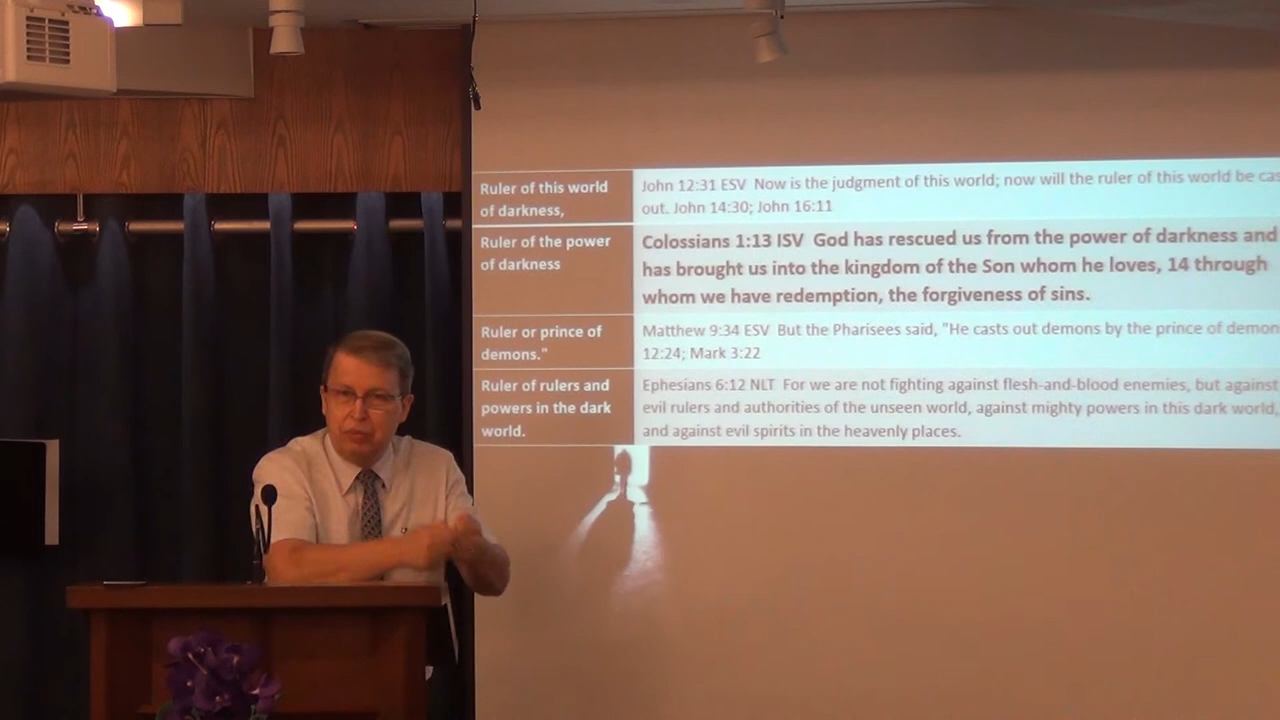 Ruler of this world
of darkness,
John 12:31 ESV Now is the judgment of this world; now will the ruler of this world be cas
out. John 14:30; John 16:11
Ruler of the power
of darkness
Colossians 1:13 ISV God has rescued us from the power of darkness and
has brought us into the kingdom of the Son whom he loves, 14 through
whom we have redemption, the forgiveness of sins.
Ruler or prince of
demons."
Matthew 9:34 ESV But the Pharisees said, "He casts out demons by the prince of demon
12:24; Mark 3:22
Ruler of rulers and
powers in the dark
world.
Ephesians 6:12 NLT For we are not fighting against flesh-and-blood enemies, but against
evil rulers and authorities of the unseen world, against mighty powers in this dark world,
and against evil spirits in the heavenly places.